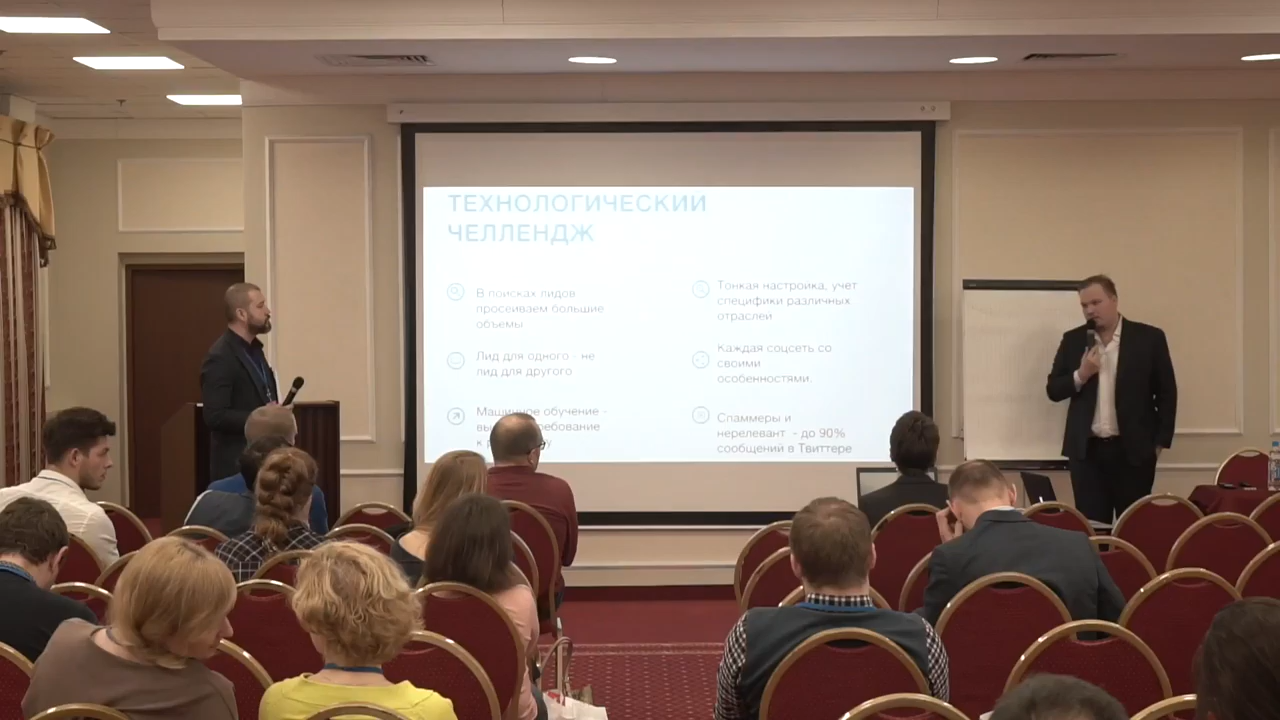 ТЕХНОЛОГИЧЕСКИЙ
ЧЕЛЛЕНДЖ
В поисках лидов
просеиваем большие
объемы
Лид для одного - не
лид для другого
Машинное обучение -
к
Тонкая настройка, учет
специфики различных
отраслей
Каждая соцсеть со
своими
особенностями.
Спаммеры и
нерелевант - до 90%
сообщений в Твиттере